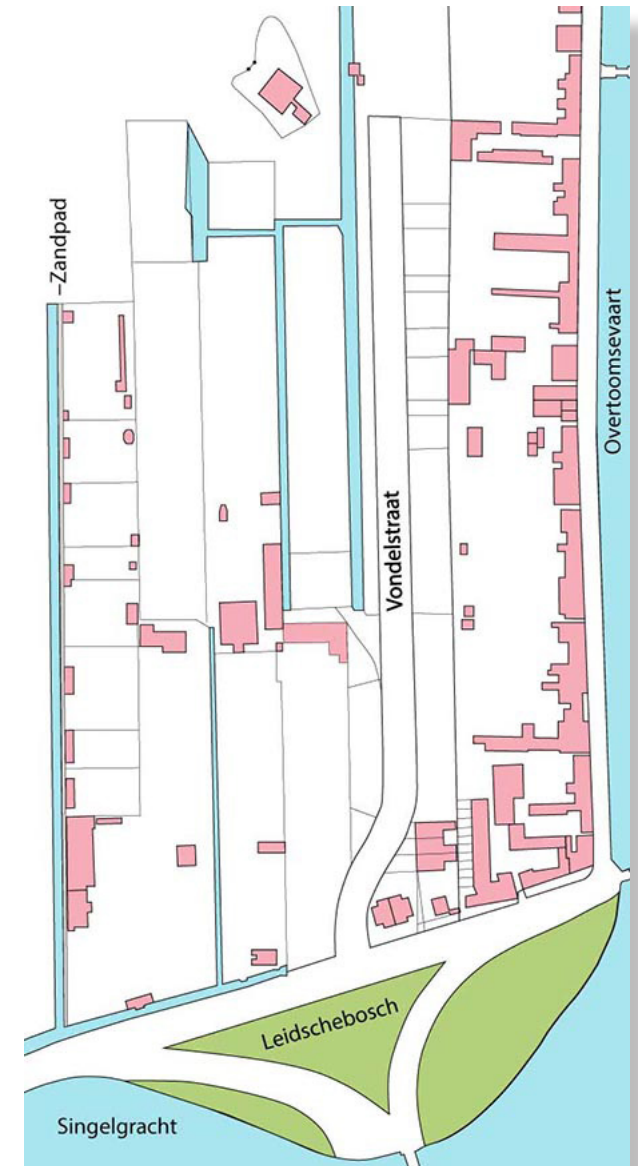 –Zandpad
Overtoomsevaart
Vondelstraat
Leidschebosch
Singelgracht